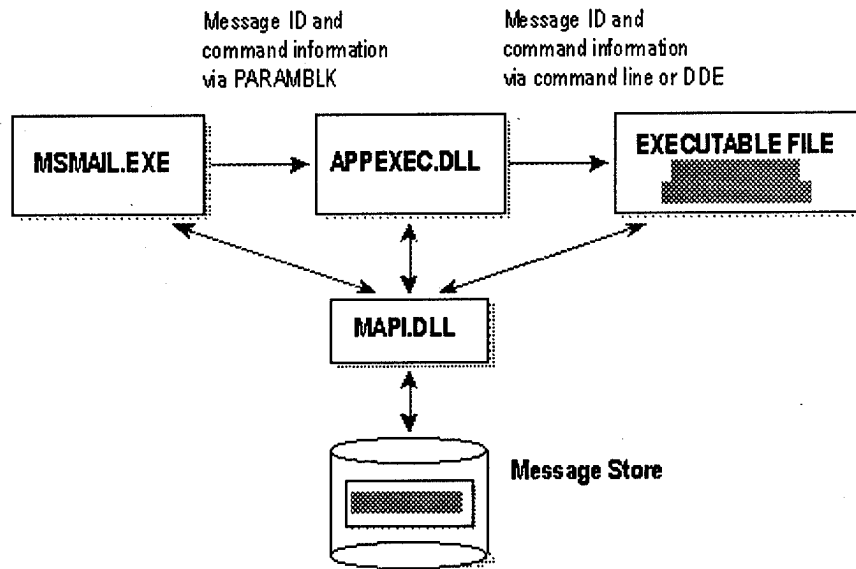 Message ID and
command information
via PARAMBLK
Message ID and
command information
via command line or DDE
MSMAIL.EXE
APPEXEC.DLL
EXECUTABLE FILE
MAPI.DLL
Message Store